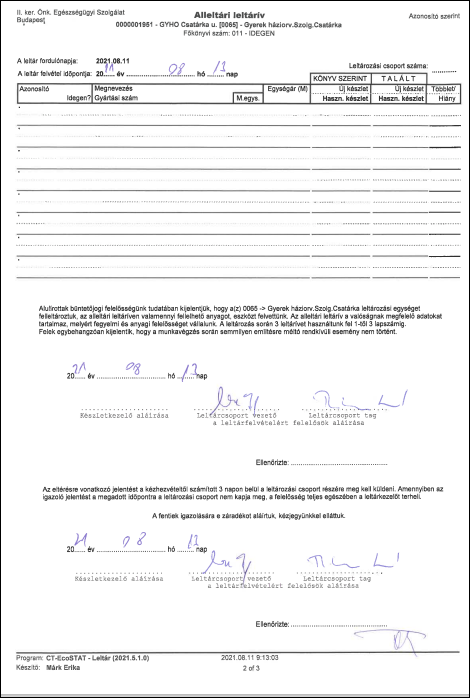 II. ker. Önk. Egészségügyi Szolgálat
Budapest
Alleltári leltárív
Azonosító szerint
0000001951 - GYHO Csatárka u. [0065] - Gyerek háziorv.Szolg.Csatárka
Főkönyvi szám: 011 - IDEGEN
A leltár fordulónapja: 2021.08.11
Leltározási csoport száma: ............
A leltár felvétel időpontja: 20 21 év 08 hó 13 nap
KÖNYV SZERINT TALÁLT
Azonosító Megnevezés Egységár (M) Új készlet Új készlet Többlet/
Idegen? Gyártási szám M.egys. Haszn. készlet Haszn. készlet Hiány
Alulírottak büntetőjogi felelősségünk tudatában kijelentjük, hogy a(z) 0065 -> Gyerek háziorv.Szolg.Csatárka leltározási egységet
felleltároztuk, az alleltári leltáríven valamennyi fellelhető anyagot, eszközt felvettünk. Az alleltári leltárív a valóságnak megfelelő adatokat
tartalmaz, melyért fegyelmi és anyagi felelősséget vállalunk. A leltározás során 3 leltárívet használtunk fel 1-től 3 lapszámig.
Felek egybehangzóan kijelentik, hogy a munkavégzés során semmilyen említésre méltó rendkívüli esemény nem történt.
20 21 év 08 hó 13 nap
Készletkezelő aláírása Leltárcsoport vezető Leltárcsoport tag
a leltárfelvételért felelősök aláírása
Ellenőrizte: ................................
Az eltérésre vonatkozó jelentést a kézhezvételtől számított 3 napon belül a leltározási csoport részére meg kell küldeni. Amennyiben az
igazoló jelentést a megadott időpontra a leltározási csoport nem kapja meg, a felelősség teljes egészében a leltárkezelőt terheli.
A fentiek igazolására e záradékot aláírtuk, kézjegyünkkel elláttuk.
20 21 év 08 hó 13 nap
Készletkezelő aláírása Leltárcsoport vezető Leltárcsoport tag
a leltárfelvételért felelősök aláírása
Ellenőrizte: ................................
Program: CT-EcoSTAT - Leltár (2021.5.1.0) 2021.08.11 9:13:03
Készítő: Márk Erika 2 of 3